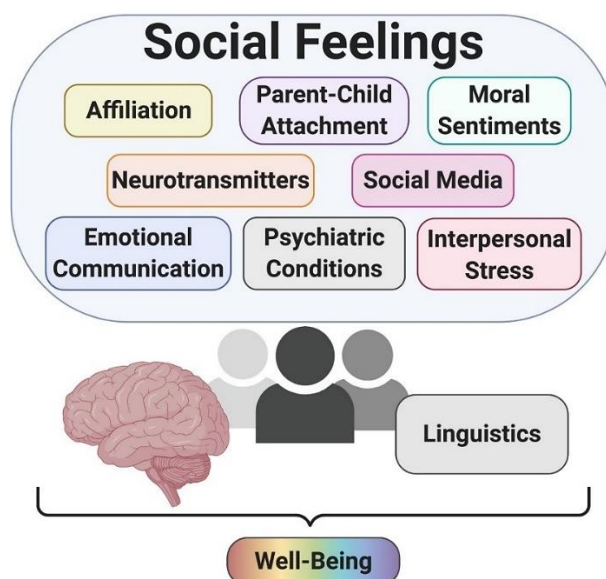 Social Feelings
Affiliation
Parent-Child
Attachment
Moral
Sentiments
Neurotransmitters
Social Media
Emotional
Communication
Psychiatric
Conditions
Interpersonal
Stress
Linguistics
Well-Being